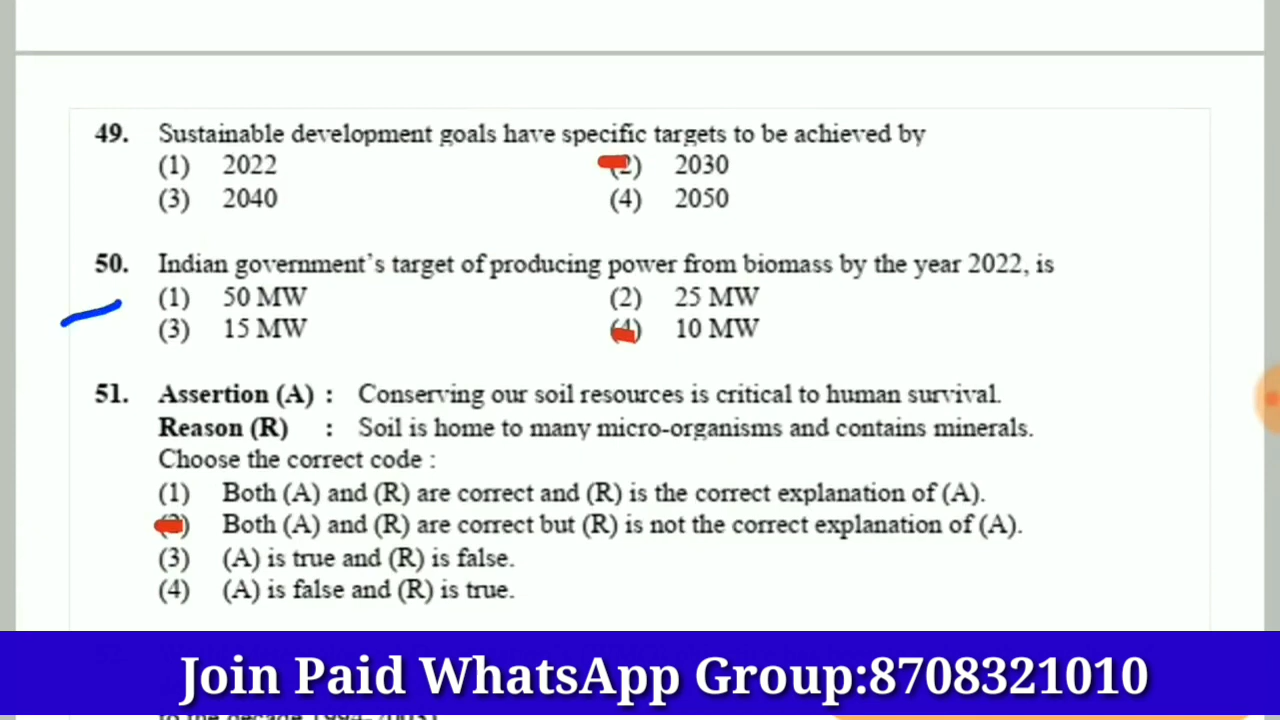 49. Sustainable development goals have specific targets to be achieved by
(1) 2022 (2) 2030
(3) 2040 (4) 2050
50. Indian government's target of producing power from biomass by the year 2022, is
(1) 50 MW (2) 25 MW
(3) 15 MW (4) 10 MW
51. Assertion (A) : Conserving our soil resources is critical to human survival.
Reason (R) : Soil is home to many micro-organisms and contains minerals.
Choose the correct code :
(1) Both (A) and (R) are correct and (R) is the correct explanation of (A).
Both (A) and (R) are correct but (R) is not the correct explanation of (A).
(3) (A) is true and (R) is false.
(4) (A) is false and (R) is true.
Join Paid WhatsApp Group:8708321010